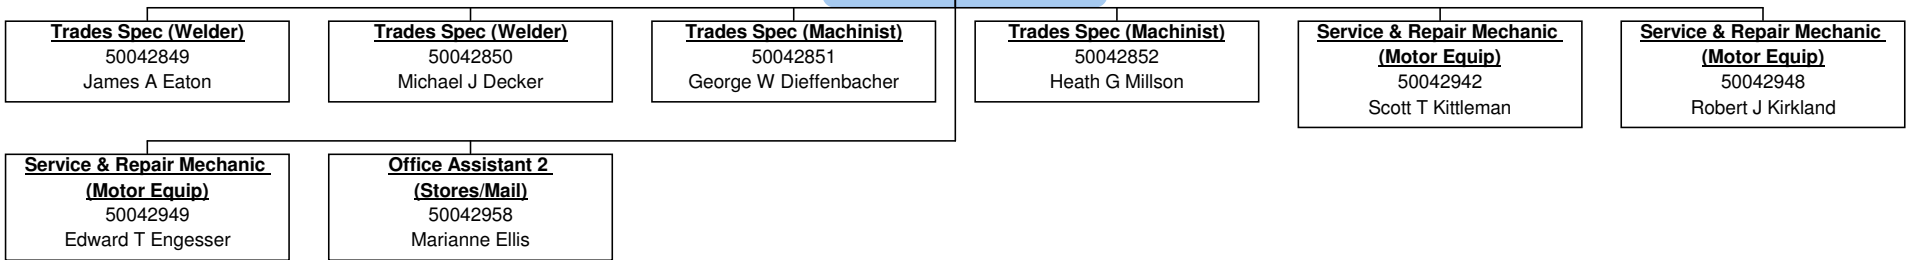 Trades Spec (Welder)
50042849
James A Eaton
Trades Spec (Welder)
50042850
Michael J Decker
Trades Spec (Machinist)
50042851
George W Dieffenbacher
Trades Spec (Machinist)
50042852
Heath G Millson
Service & Repair Mechanic
(Motor Equip)
50042942
Scott T Kittleman
Service & Repair Mechanic
(Motor Equip)
50042948
Robert J Kirkland
Service & Repair Mechanic
(Motor Equip)
50042949
Edward T Engesser
Office Assistant 2
(Stores/Mail)
50042958
Marianne Ellis